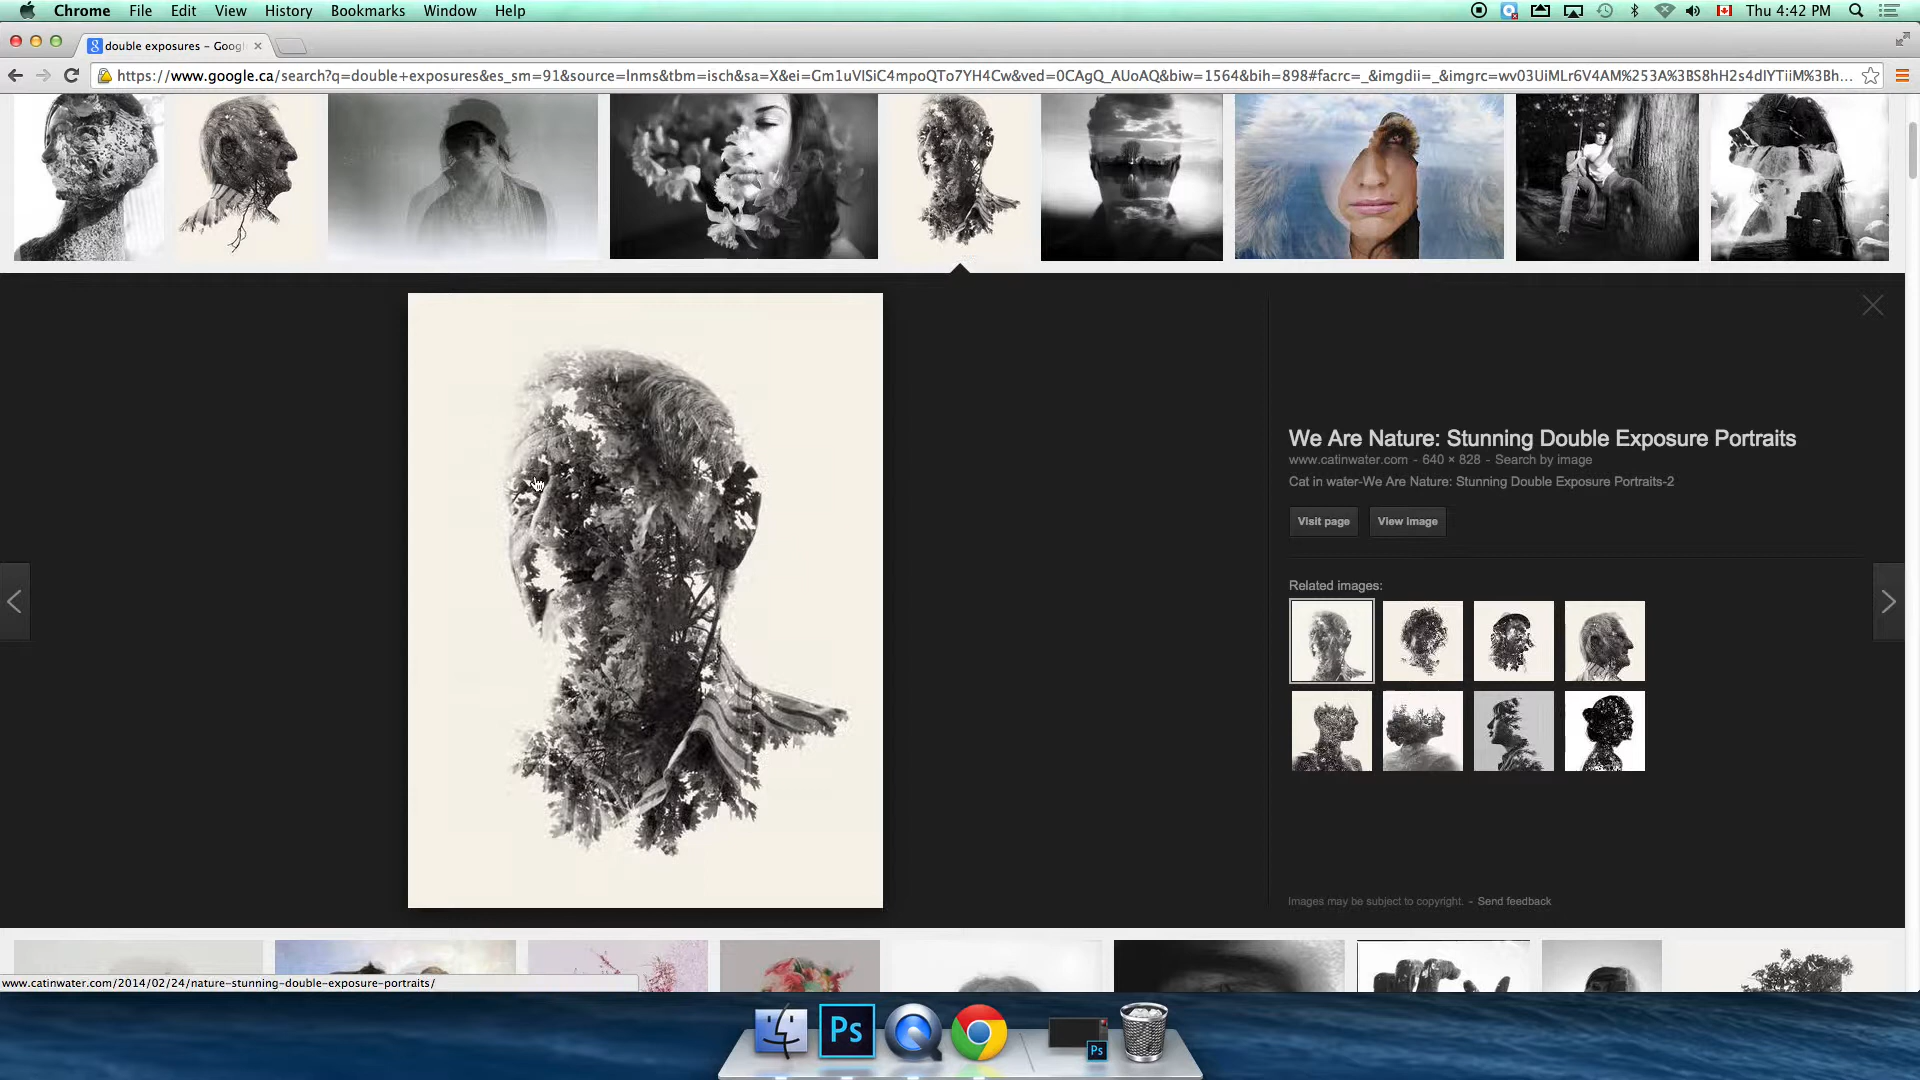 Chrome File Edit View History Bookmarks Window Help Thu 4:42 PM
double exposures – Googl
https://www.google.ca/search?q=double+exposures&es_sm=91&source=lnms&tbm=isch&sa=X&ei=Gm1uVISiC4mpoQTo7YH4Cw&ved=0CAgQ_AUoAQ&biw=1564&bih=898#facrc=_&imgdii=_&imgrc=wv03UiMLr6V4AM%253A%3BS8hH2s4dlYTiiM%3Bh...
We Are Nature: Stunning Double Exposure Portraits
www.catinwater.com - 640 × 828 - Search by image
Cat in water-We Are Nature: Stunning Double Exposure Portraits-2
Visit page View image
Related images:
Images may be subject to copyright. - Send feedback
www.catinwater.com/2014/02/24/nature-stunning-double-exposure-portraits/
Ps
Ps